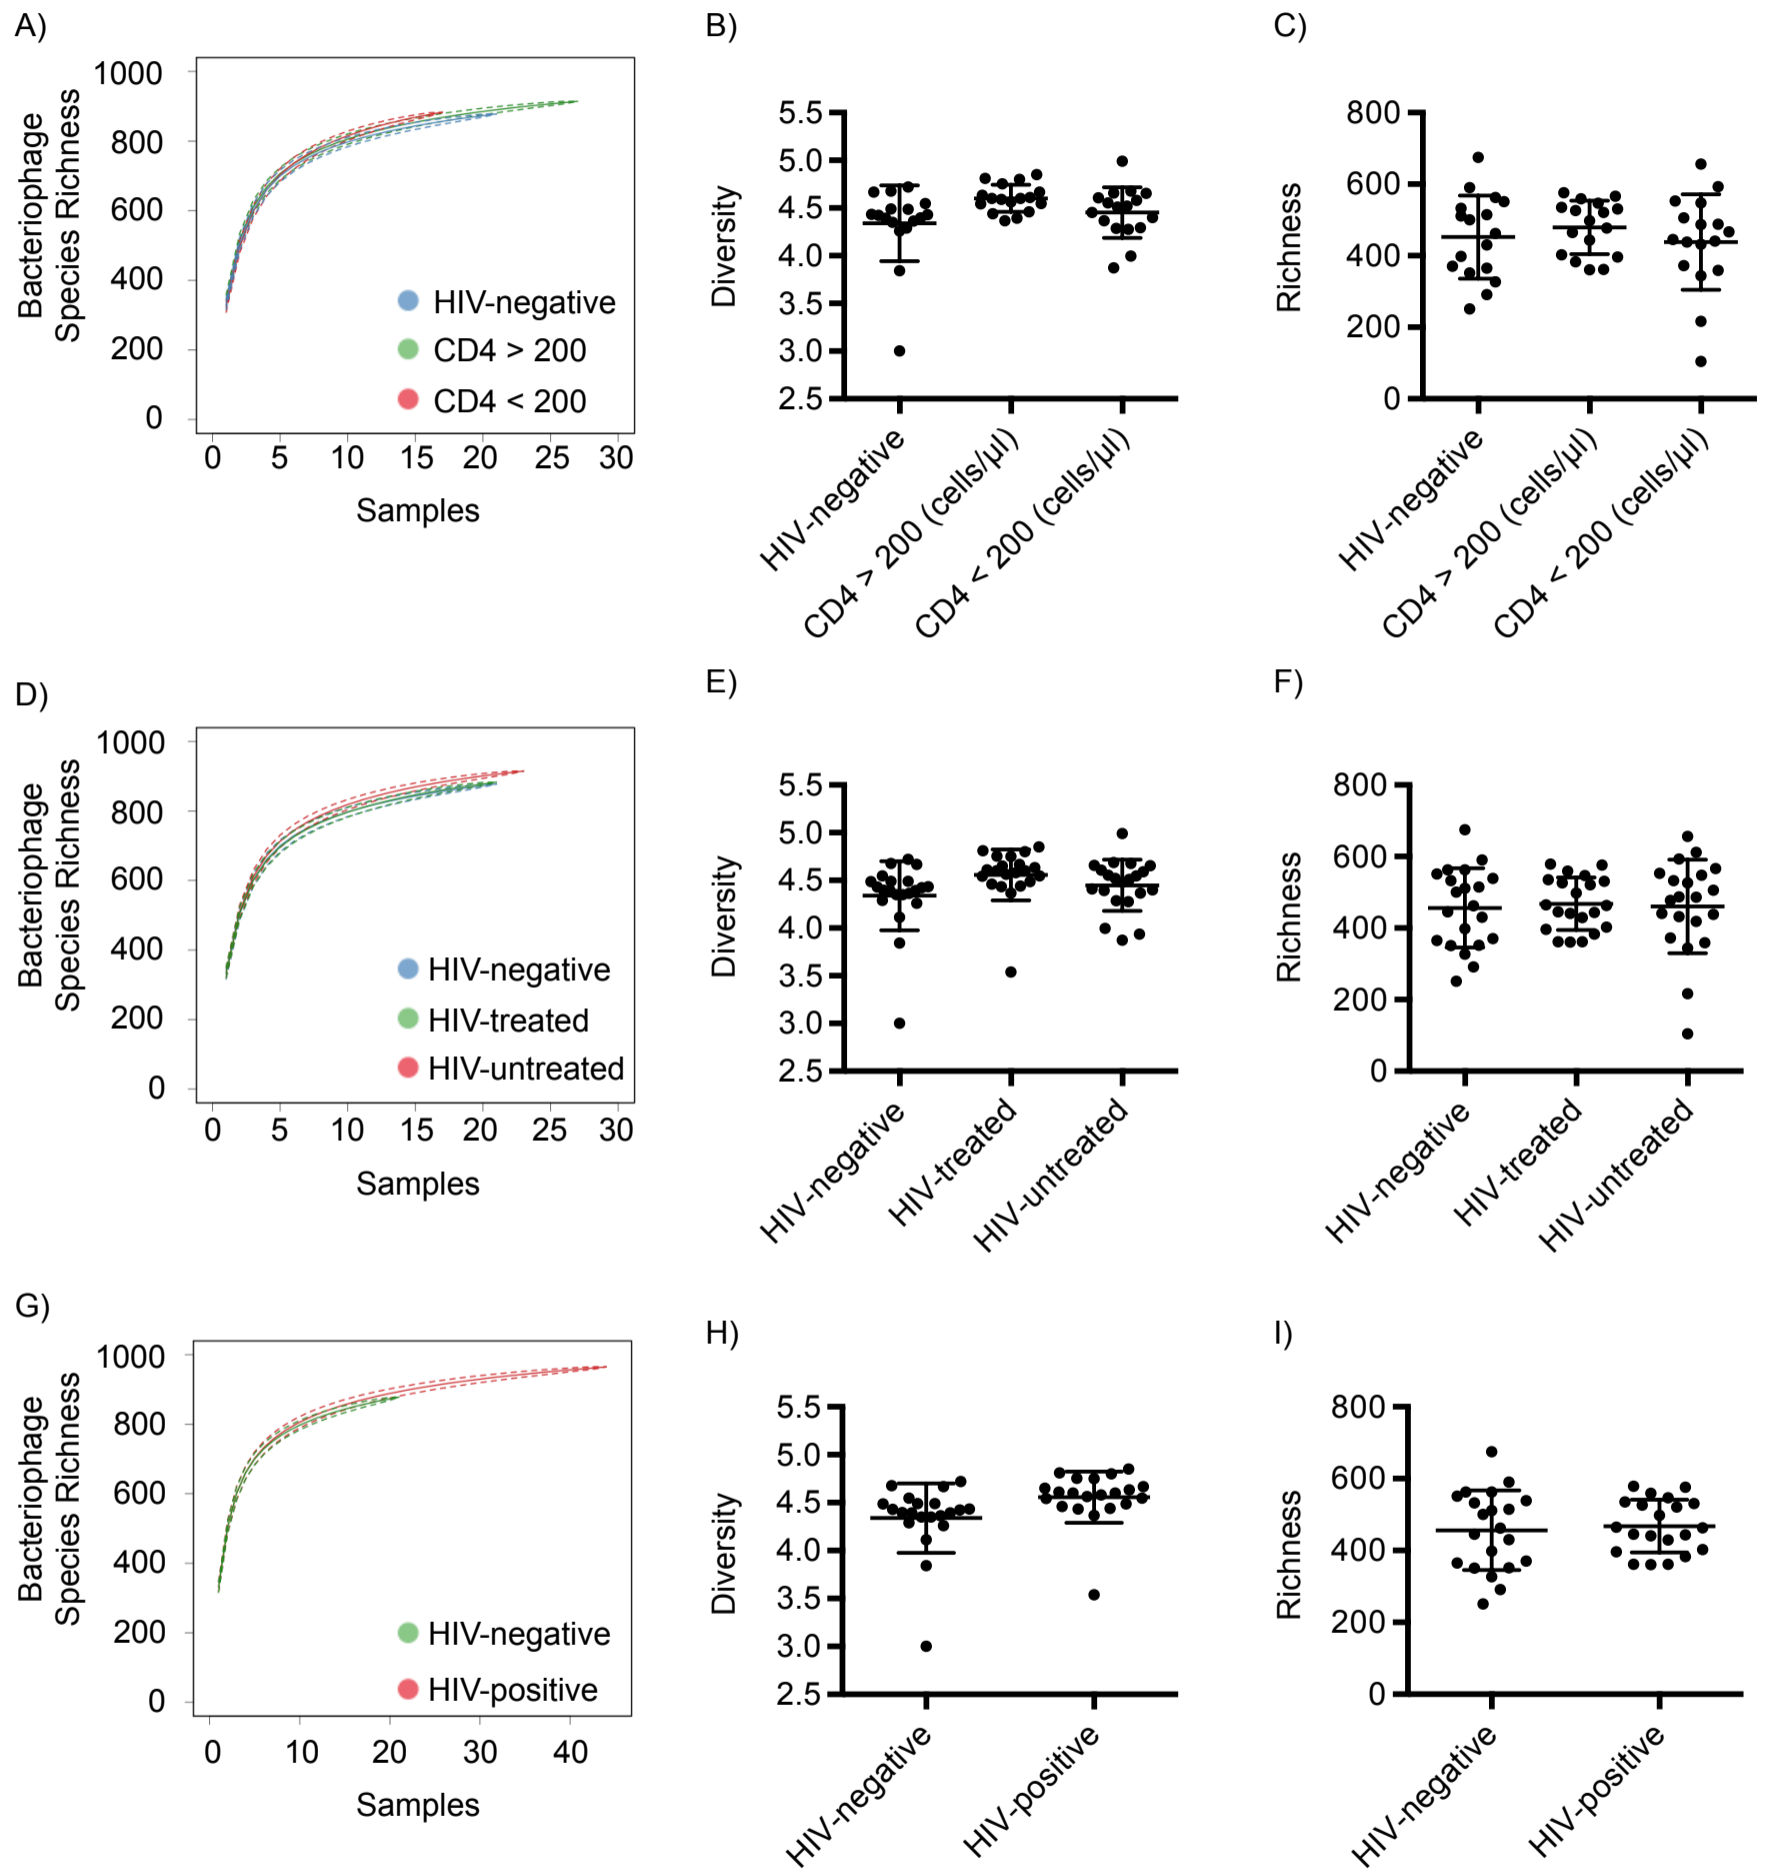 A)
Bacteriophage
Species Richness
1000
800
600
400
200
0
HIV-negative
CD4 > 200
CD4 < 200
0 5 10 15 20 25 30
Samples
B)
Diversity
5.5
5.0
4.5
4.0
3.5
3.0
2.5
HIV-negative
CD4 > 200 (cells/µl)
CD4 < 200 (cells/µl)
C)
Richness
800
600
400
200
0
HIV-negative
CD4 > 200 (cells/µl)
CD4 < 200 (cells/µl)
D)
Bacteriophage
Species Richness
1000
800
600
400
200
0
HIV-negative
HIV-treated
HIV-untreated
0 5 10 15 20 25 30
Samples
E)
Diversity
5.5
5.0
4.5
4.0
3.5
3.0
2.5
HIV-negative
HIV-treated
HIV-untreated
F)
Richness
800
600
400
200
0
HIV-negative
HIV-treated
HIV-untreated
G)
Bacteriophage
Species Richness
1000
800
600
400
200
0
HIV-negative
HIV-positive
0 10 20 30 40
Samples
H)
Diversity
5.5
5.0
4.5
4.0
3.5
3.0
2.5
HIV-negative
HIV-positive
I)
Richness
800
600
400
200
0
HIV-negative
HIV-positive